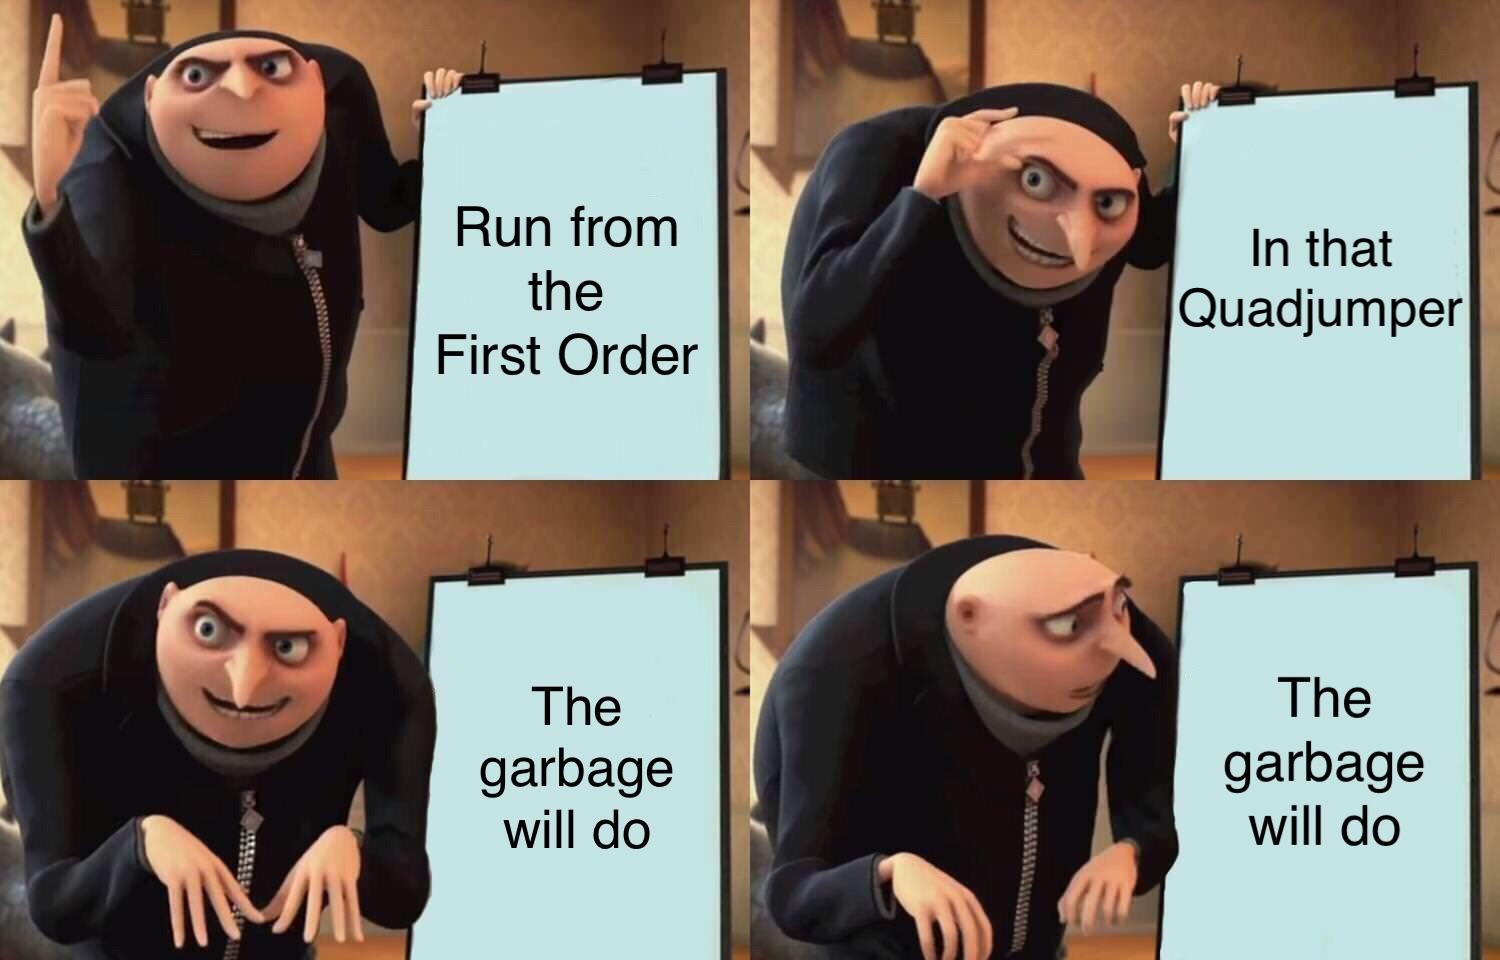 Run from
the
First Order
In that
Quadjumper
The
garbage
will do
The
garbage
will do